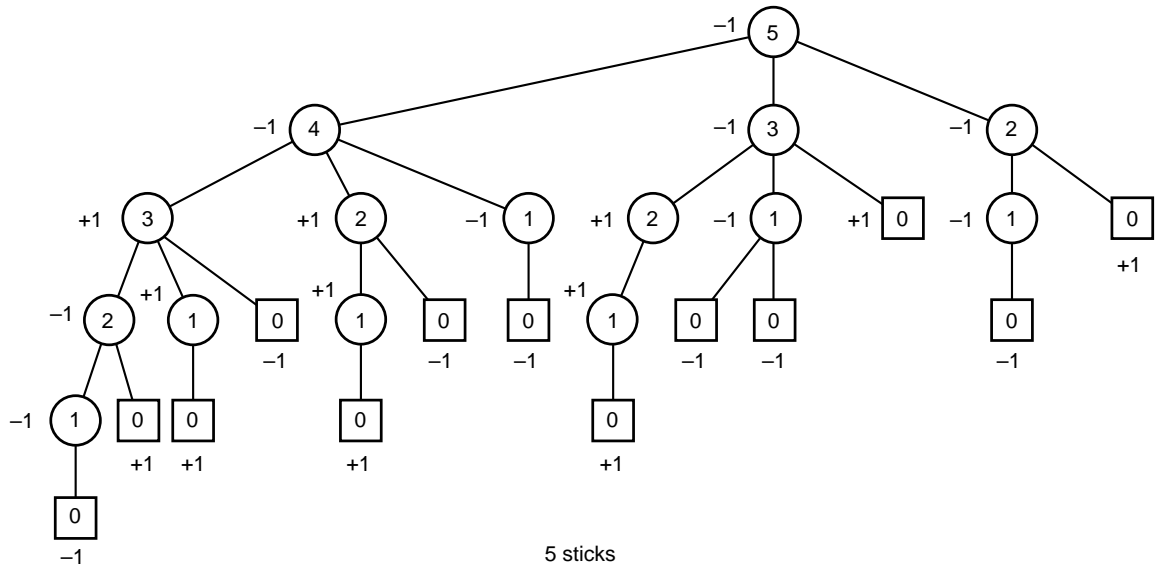 –1 5
–1 4 –1 3 –1 2
+1 3 +1 2 –1 1 +1 2 –1 1 +1 0 –1 1 0
+1
–1 2 +1 1 0 +1 1 0 0 +1 1 0 0 0
–1 –1 –1 –1 –1 –1
–1 1 0 0 0 0
+1 +1 +1 +1
0
–1
5 sticks